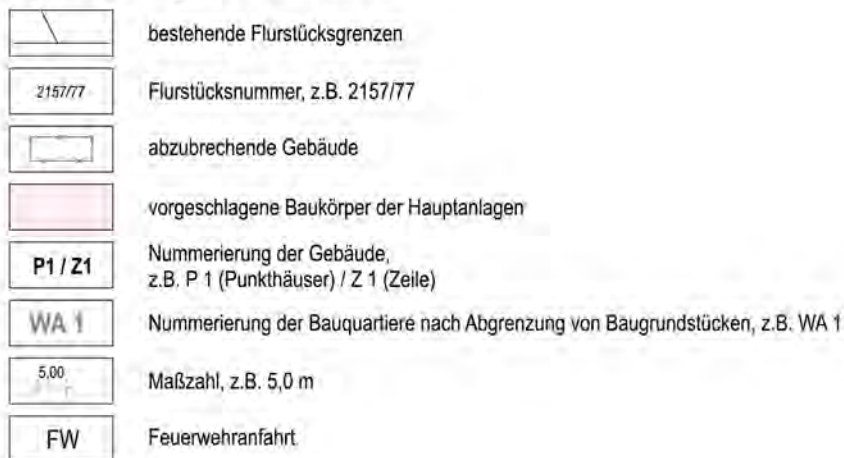 bestehende Flurstücksgrenzen
2157/77 Flurstücksnummer, z.B. 2157/77
abzubrechende Gebäude
vorgeschlagene Baukörper der Hauptanlagen
P1 / Z1 Nummerierung der Gebäude,
z.B. P 1 (Punkthäuser) / Z 1 (Zeile)
WA 1 Nummerierung der Bauquartiere nach Abgrenzung von Baugrundstücken, z.B. WA 1
5,00 Maßzahl, z.B. 5,0 m
FW Feuerwehranfahrt